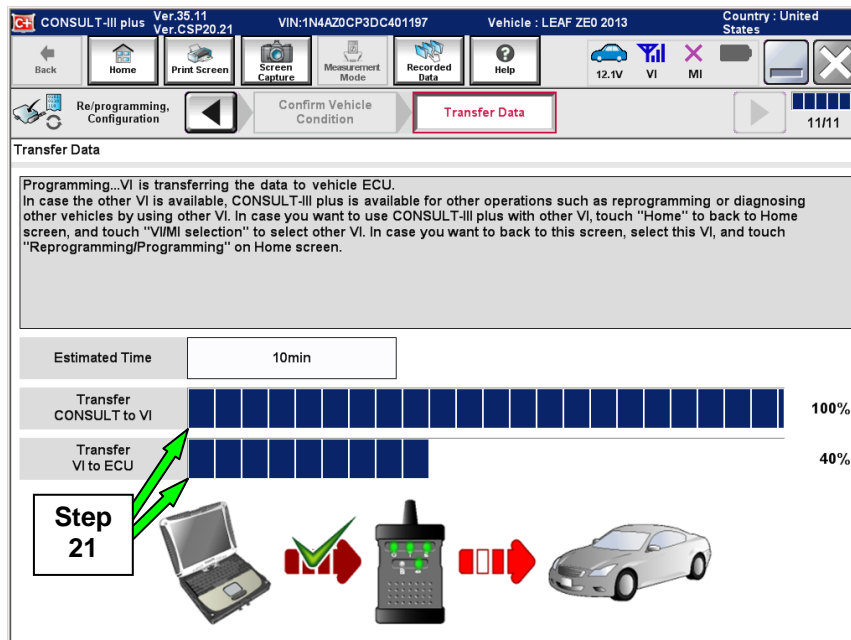 C+ CONSULT-III plus Ver.35.11 Ver.CSP20.21 VIN:1N4AZ0CP3DC401197 Vehicle : LEAF ZE0 2013 Country : United States
Back Home Print Screen Screen Capture Measurement Mode Recorded Data Help 12.1V VI MI
Re/programming, Configuration Confirm Vehicle Condition Transfer Data 11/11
Transfer Data
Programming...VI is transferring the data to vehicle ECU.
In case the other VI is available, CONSULT-III plus is available for other operations such as reprogramming or diagnosing
other vehicles by using other VI. In case you want to use CONSULT-III plus with other VI, touch "Home" to back to Home
screen, and touch "VI/MI selection" to select other VI. In case you want to back to this screen, select this VI, and touch
"Reprogramming/Programming" on Home screen.
Estimated Time 10min
Transfer
CONSULT to VI 100%
Transfer
VI to ECU 40%
Step
21